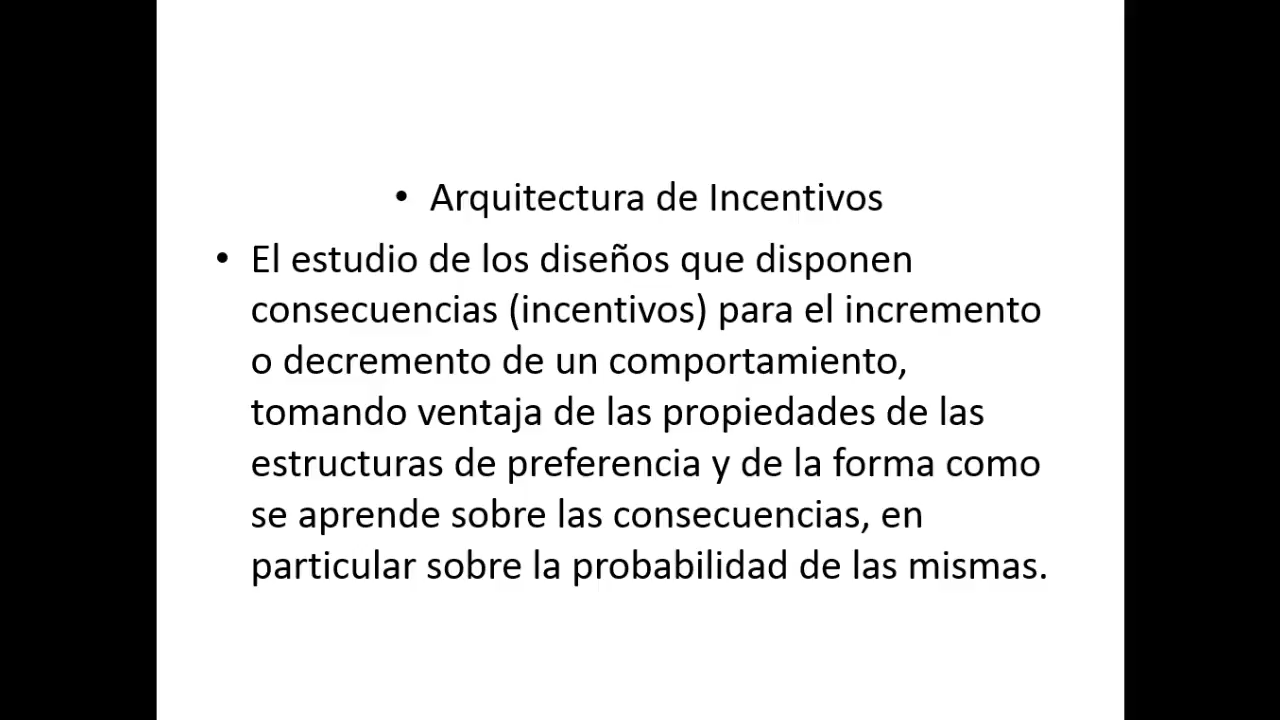 • Arquitectura de Incentivos
• El estudio de los diseños que disponen
consecuencias (incentivos) para el incremento
o decremento de un comportamiento,
tomando ventaja de las propiedades de las
estructuras de preferencia y de la forma como
se aprende sobre las consecuencias, en
particular sobre la probabilidad de las mismas.